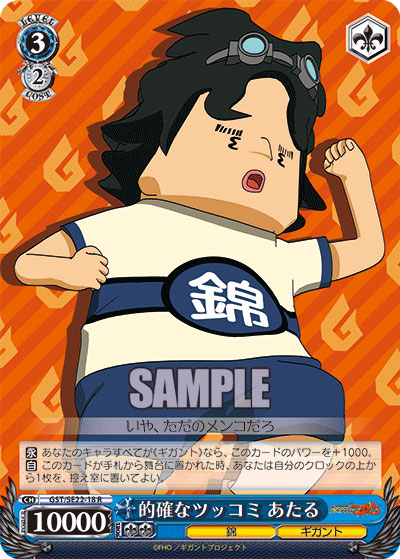 LEVEL
3
2
COST
錦
SAMPLE
いや、ただのメンコだろ
永 あなたのキャラすべてが《ギガント》なら、このカードのパワーを+1000。
自 このカードが手札から舞台に置かれた時、あなたは自分のクロックの上から1枚を、控え室に置いてよい。
CH
GST/SE22-18 R
的確なツッコミ あたる
10000
錦
ギガント
©FHO ／ギガントプロジェクト